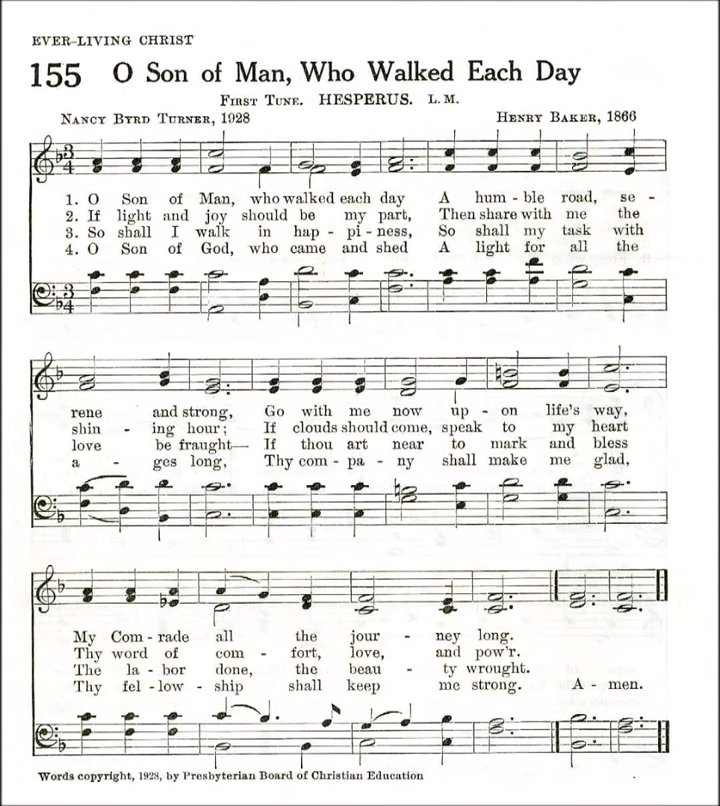 EVER-LIVING CHRIST
155 O Son of Man, Who Walked Each Day
FIRST TUNE. HESPERUS. L. M.
NANCY BYRD TURNER, 1928 HENRY BAKER, 1866
3 4
1. O Son of Man, who walked each day A hum - ble road, se -
2. If light and joy should be my part, Then share with me the
3. So shall I walk in hap - pi - ness, So shall my task with
4. O Son of God, who came and shed A light for all the
3 4
rene and strong, Go with me now up - on life's way,
shin - ing hour; If clouds should come, speak to my heart
love be fraught— If thou art near to mark and bless
a - ges long, Thy com - pa - ny shall make me glad,
My Com - rade all the jour - ney long.
Thy word of com - fort, love, and pow'r.
The la - bor done, the beau - ty wrought.
Thy fel - low - ship shall keep me strong. A - men.
Words copyright, 1928, by Presbyterian Board of Christian Education